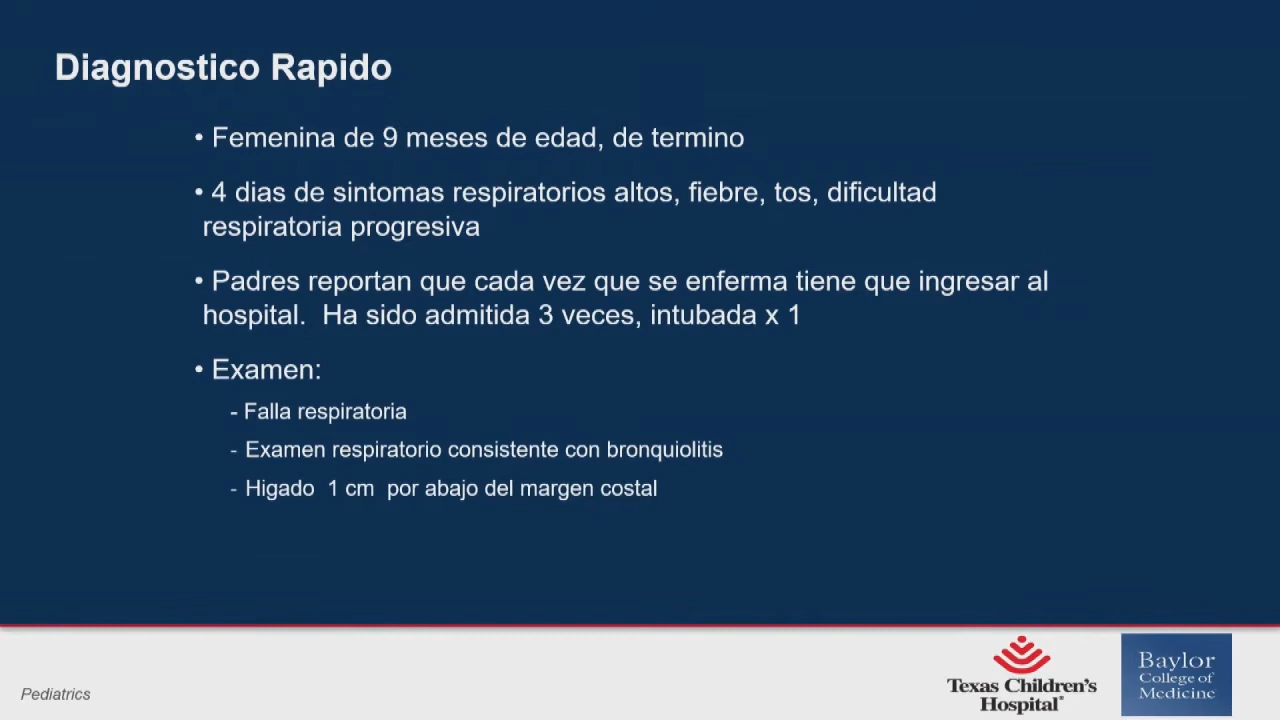 Diagnostico Rapido
• Femenina de 9 meses de edad, de termino
• 4 dias de sintomas respiratorios altos, fiebre, tos, dificultad
respiratoria progresiva
• Padres reportan que cada vez que se enferma tiene que ingresar al
hospital. Ha sido admitida 3 veces, intubada x 1
• Examen:
- Falla respiratoria
- Examen respiratorio consistente con bronquiolitis
- Higado 1 cm por abajo del margen costal
Pediatrics
Texas Children's
Hospital®
Baylor
College of
Medicine